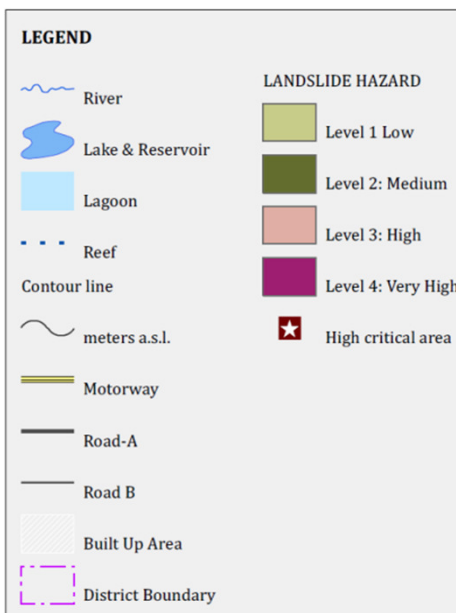 LEGEND
River
Lake & Reservoir
Lagoon
Reef
Contour line
meters a.s.l.
Motorway
Road-A
Road B
Built Up Area
District Boundary
LANDSLIDE HAZARD
Level 1 Low
Level 2: Medium
Level 3: High
Level 4: Very High
High critical area